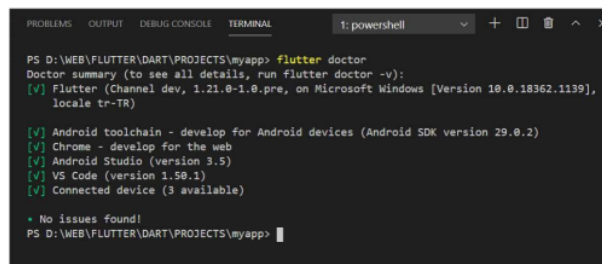 PROBLEMS OUTPUT DEBUG CONSOLE TERMINAL 1: powershell
PS D:\WEB\FLUTTER\DART\PROJECTS\myapp> flutter doctor
Doctor summary (to see all details, run flutter doctor -v):
[√] Flutter (Channel dev, 1.21.0-1.0.pre, on Microsoft Windows [Version 10.0.18362.1139],
locale tr-TR)
[√] Android toolchain - develop for Android devices (Android SDK version 29.0.2)
[√] Chrome - develop for the web
[√] Android Studio (version 3.5)
[√] VS Code (version 1.50.1)
[√] Connected device (3 available)
• No issues found!
PS D:\WEB\FLUTTER\DART\PROJECTS\myapp>